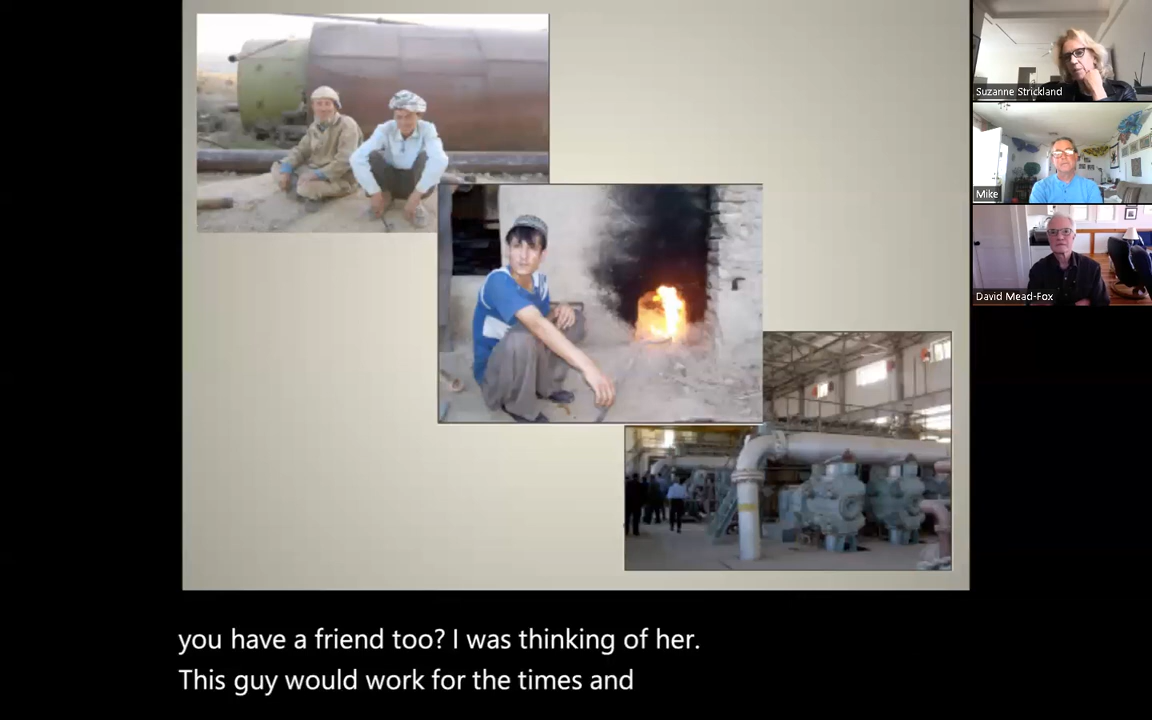 Suzanne Strickland
Mike
David Mead-Fox
you have a friend too? I was thinking of her.
This guy would work for the times and